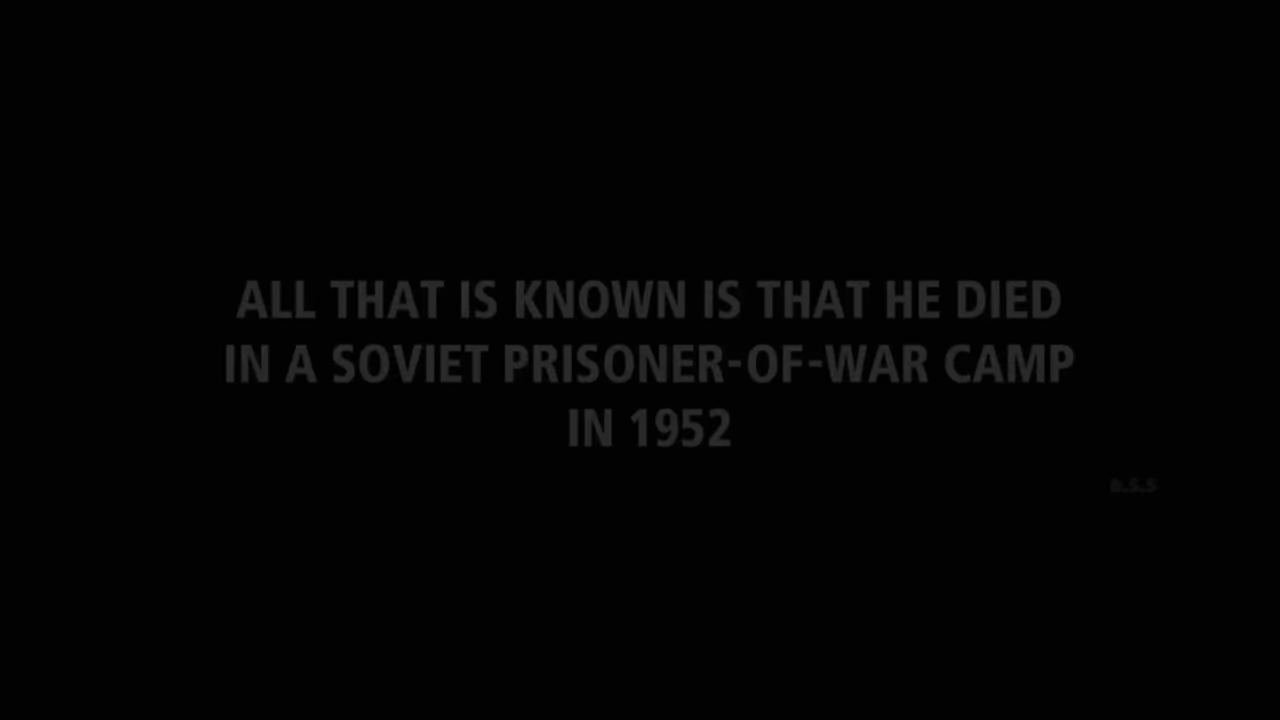 ALL THAT IS KNOWN IS THAT HE DIED
IN A SOVIET PRISONER-OF-WAR CAMP
IN 1952